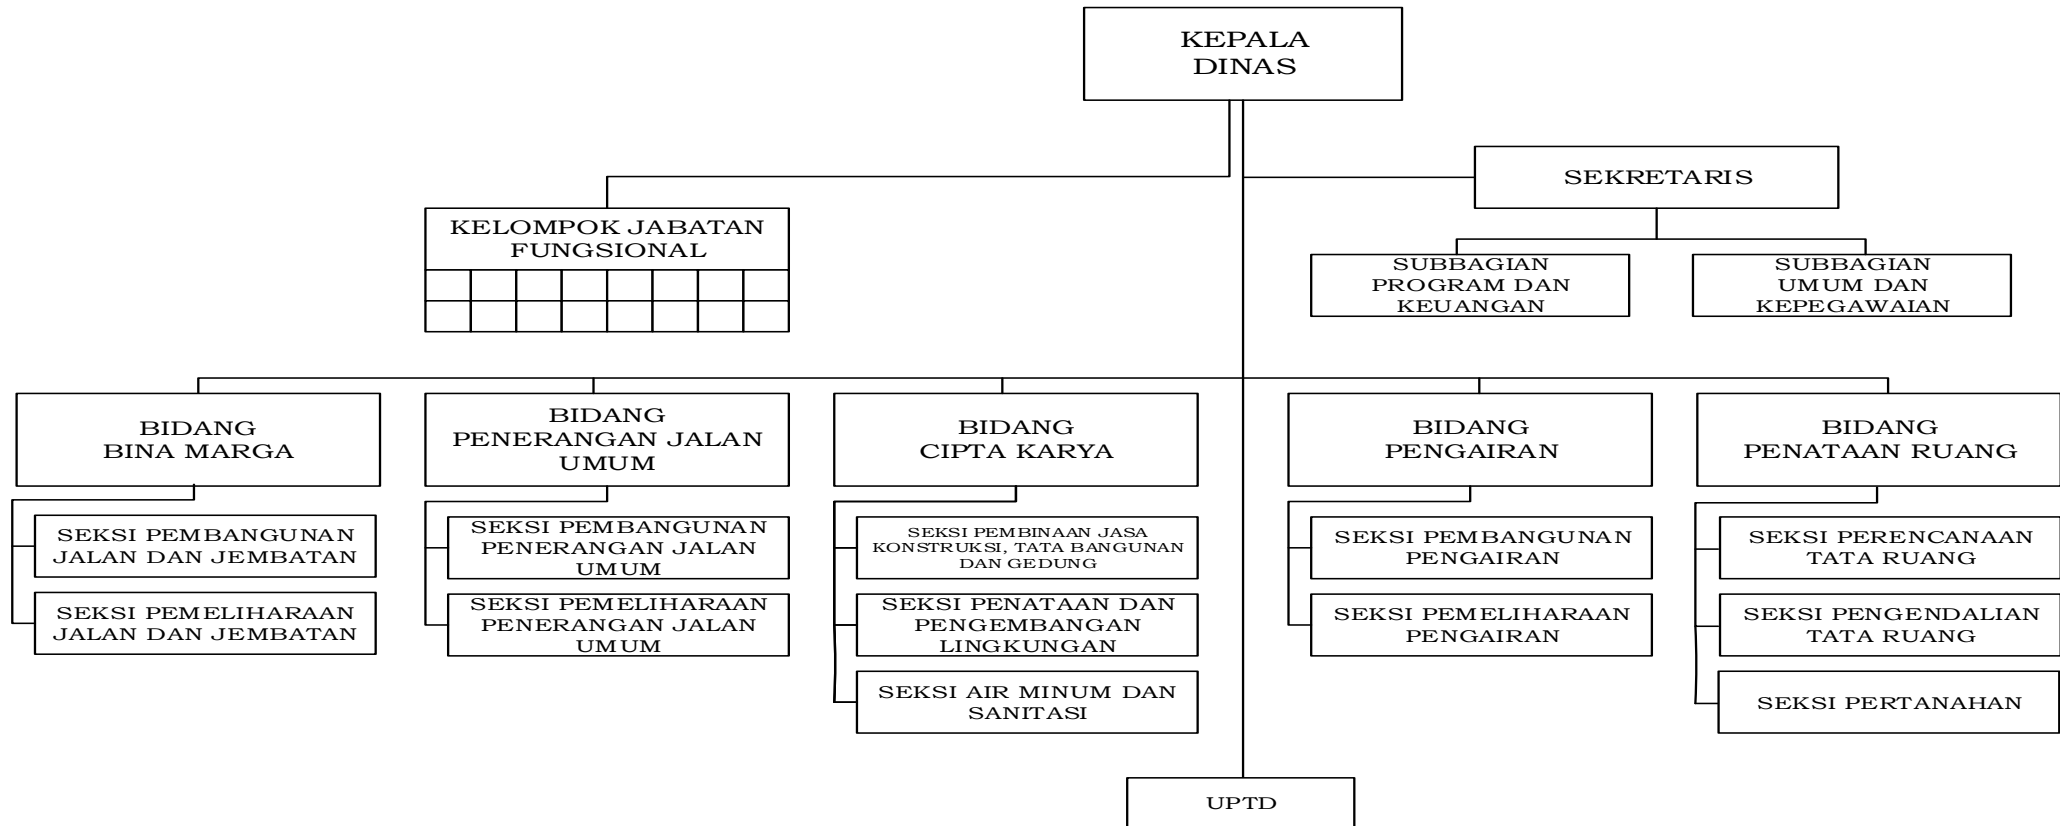 KEPALA
DINAS
SEKRETARIS
KELOMPOK JABATAN
FUNGSIONAL
SUBBAGIAN
PROGRAM DAN
KEUANGAN
SUBBAGIAN
UMUM DAN
KEPEGAWAIAN
BIDANG
BINA MARGA
BIDANG
PENERANGAN JALAN
UMUM
BIDANG
CIPTA KARYA
BIDANG
PENGAIRAN
BIDANG
PENATAAN RUANG
SEKSI PEMBANGUNAN
JALAN DAN JEMBATAN
SEKSI PEMELIHARAAN
JALAN DAN JEMBATAN
SEKSI PEMBANGUNAN
PENERANGAN JALAN
UMUM
SEKSI PEMELIHARAAN
PENERANGAN JALAN
UMUM
SEKSI PEMBINAAN JASA
KONSTRUKSI, TATA BANGUNAN
DAN GEDUNG
SEKSI PENATAAN DAN
PENGEMBANGAN
LINGKUNGAN
SEKSI AIR MINUM DAN
SANITASI
SEKSI PEMBANGUNAN
PENGAIRAN
SEKSI PEMELIHARAAN
PENGAIRAN
SEKSI PERENCANAAN
TATA RUANG
SEKSI PENGENDALIAN
TATA RUANG
SEKSI PERTANAHAN
UPTD